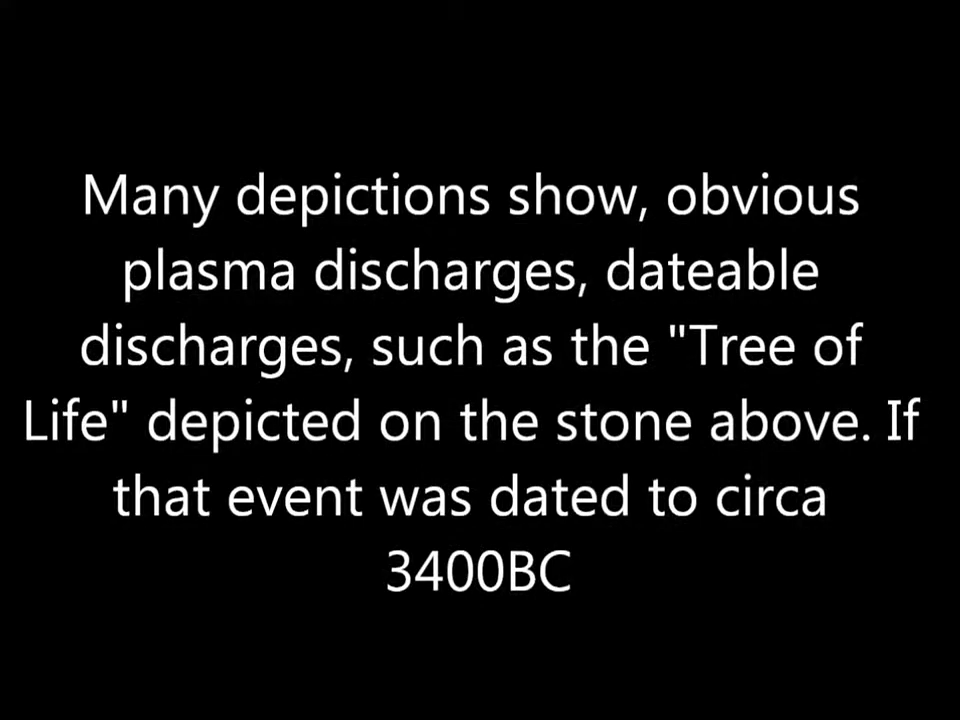 Many depictions show, obvious
plasma discharges, dateable
discharges, such as the "Tree of
Life" depicted on the stone above. If
that event was dated to circa
3400BC